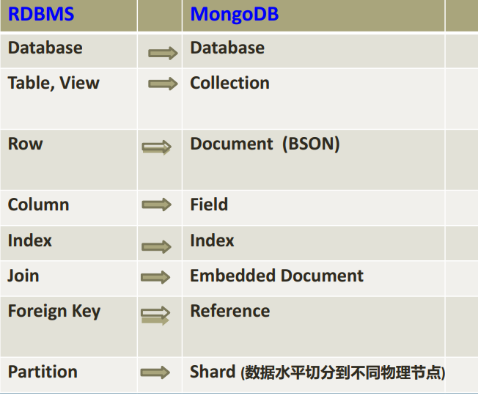 RDBMS MongoDB
Database Database
Table, View Collection
Row Document (BSON)
Column Field
Index Index
Join Embedded Document
Foreign Key Reference
Partition Shard (数据水平切分到不同物理节点)